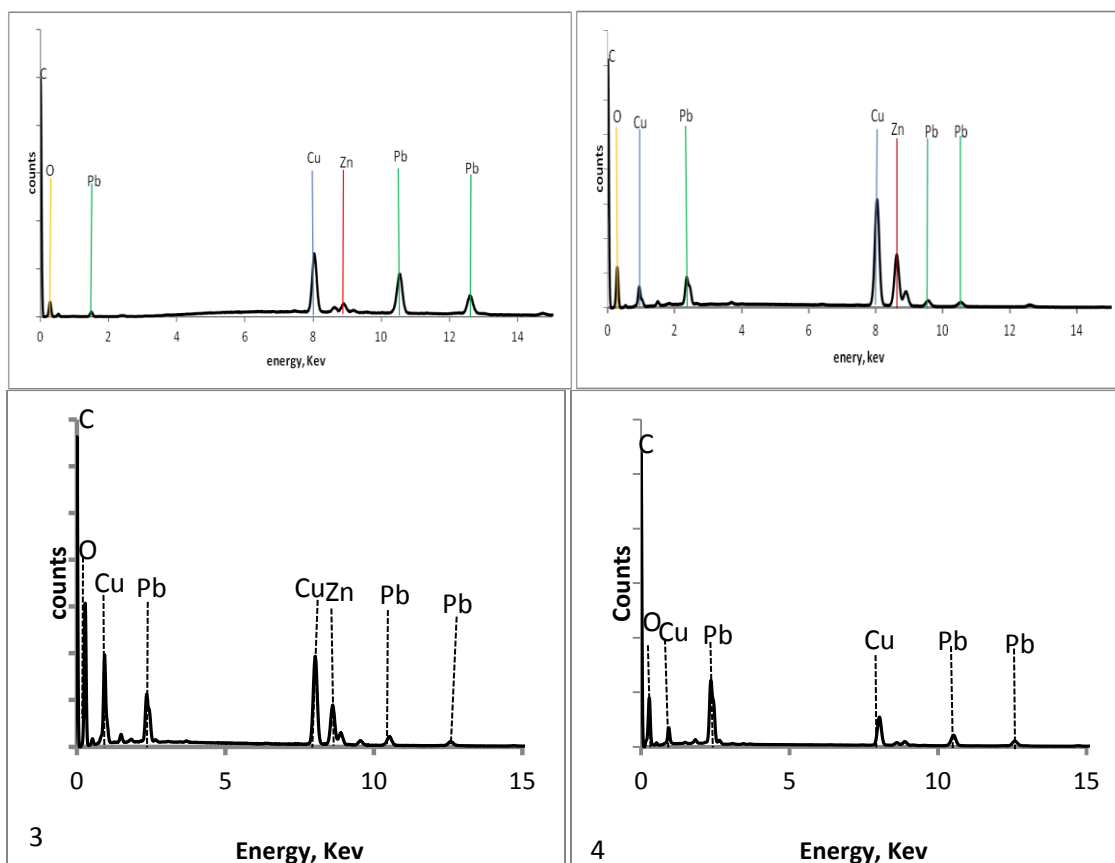 C
O
Pb
Cu
Zn
Pb
Pb
counts
0 2 4 6 8 10 12 14
energy, Kev
C
O
Cu
Pb
Cu
Zn
Pb
Pb
counts
0 2 4 6 8 10 12 14
enery, kev
C
O
Cu
Pb
Cu
Zn
Pb
Pb
counts
0 5 10 15
3
Energy, Kev
C
O
Cu
Pb
Cu
Pb
Pb
Counts
0 5 10 15
4
Energy, Kev